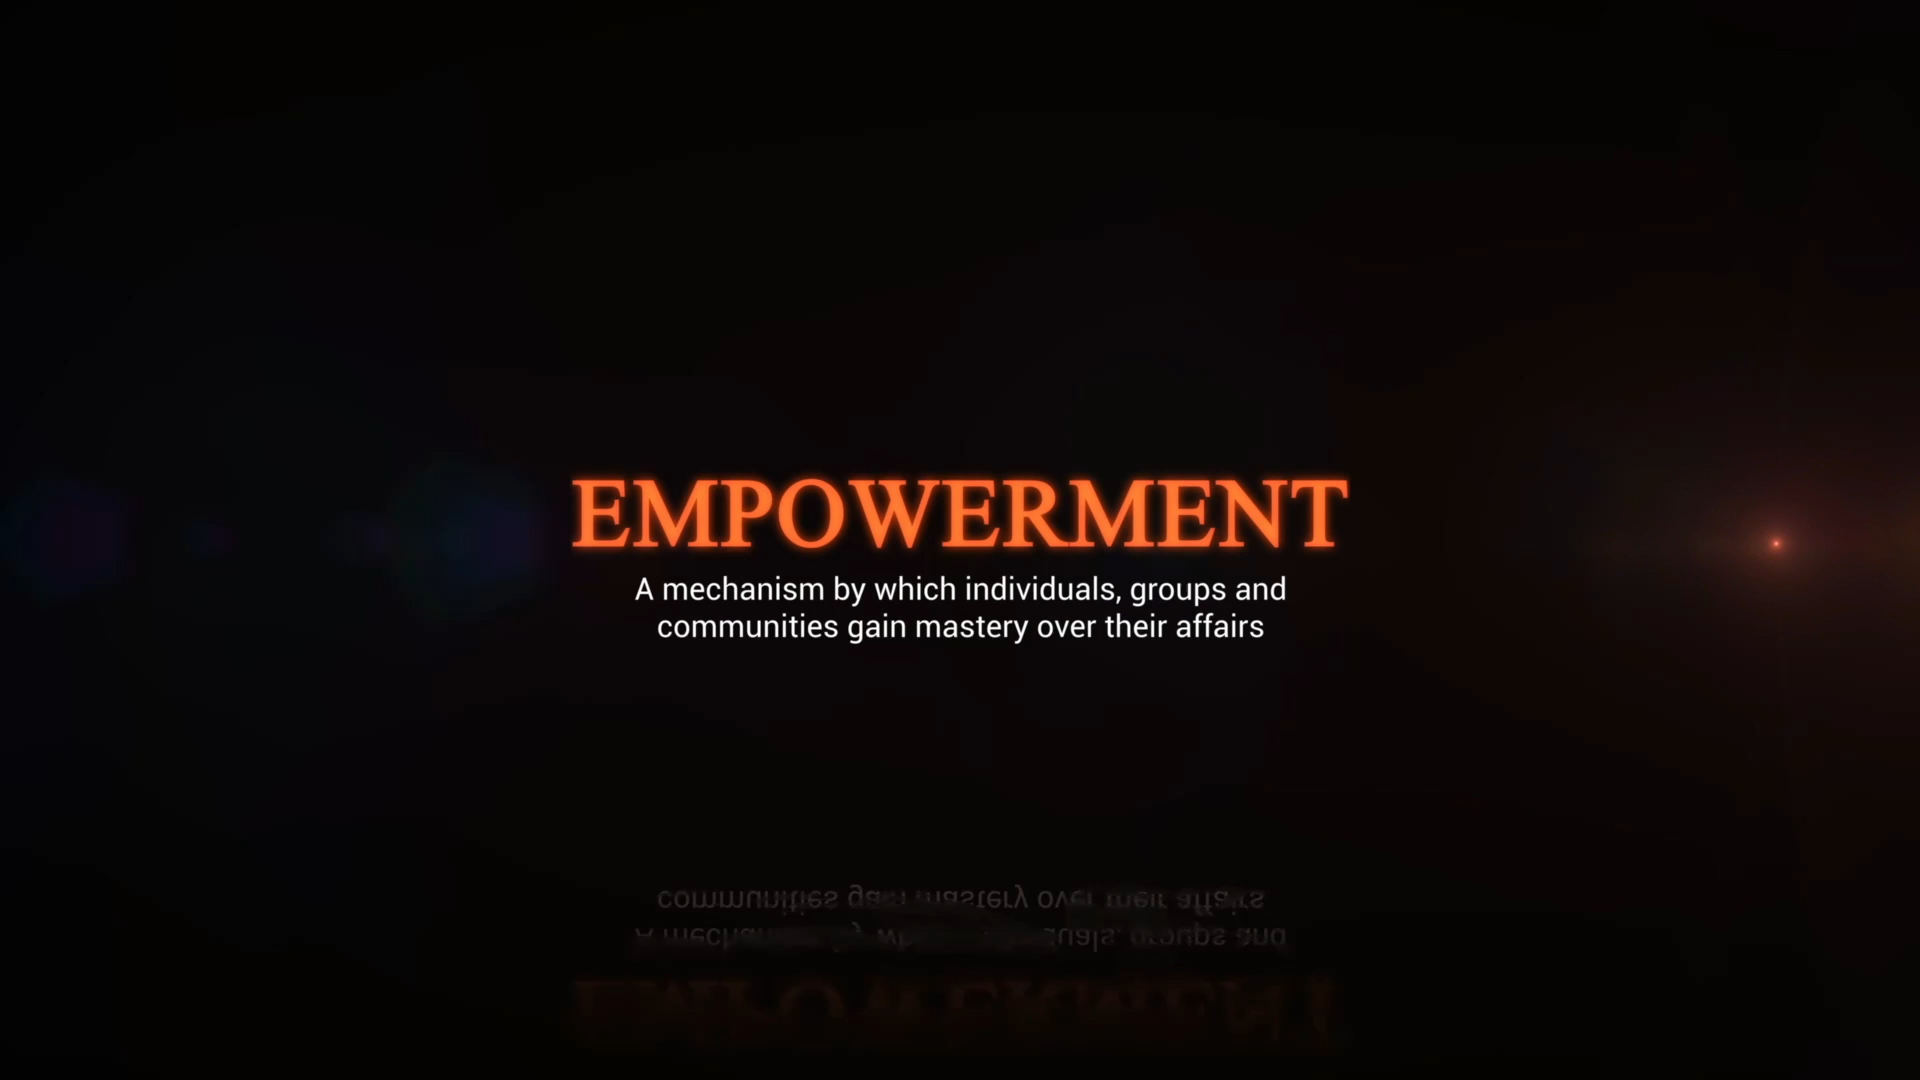 EMPOWERMENT
A mechanism by which individuals, groups and
communities gain mastery over their affairs